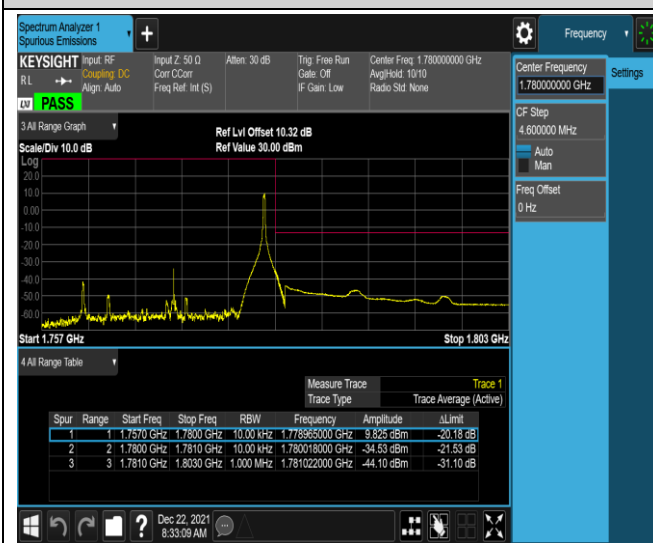 Spectrum Analyzer 1
Spurious Emissions
+
Frequency
KEYSIGHT
Input: RF
Coupling: DC
Align: Auto
Input Z: 50 Ω
Corr CCorr
Freq Ref: Int (S)
Atten: 30 dB
Trig: Free Run
Gate: Off
IF Gain: Low
Center Freq: 1.780000000 GHz
Avg|Hold: 10/10
Radio Std: None
R L
LXI
PASS
Center Frequency
1.780000000 GHz
Settings
CF Step
4.600000 MHz
Auto
Man
Freq Offset
0 Hz
3 All Range Graph
Scale/Div 10.0 dB
Ref Lvl Offset 10.32 dB
Ref Value 30.00 dBm
Log
20.0
10.0
0.00
-10.0
-20.0
-30.0
-40.0
-50.0
-60.0
Start 1.757 GHz
Stop 1.803 GHz
4 All Range Table
Measure Trace Trace 1
Trace Type Trace Average (Active)
Spur Range Start Freq Stop Freq RBW Frequency Amplitude ΔLimit
1 1 1.7570 GHz 1.7800 GHz 10.00 kHz 1.778965000 GHz 9.825 dBm -20.18 dB
2 2 1.7800 GHz 1.7810 GHz 10.00 kHz 1.780018000 GHz -34.53 dBm -21.53 dB
3 3 1.7810 GHz 1.8030 GHz 1.000 MHz 1.781022000 GHz -44.10 dBm -31.10 dB
?
Dec 22, 2021
8:33:09 AM